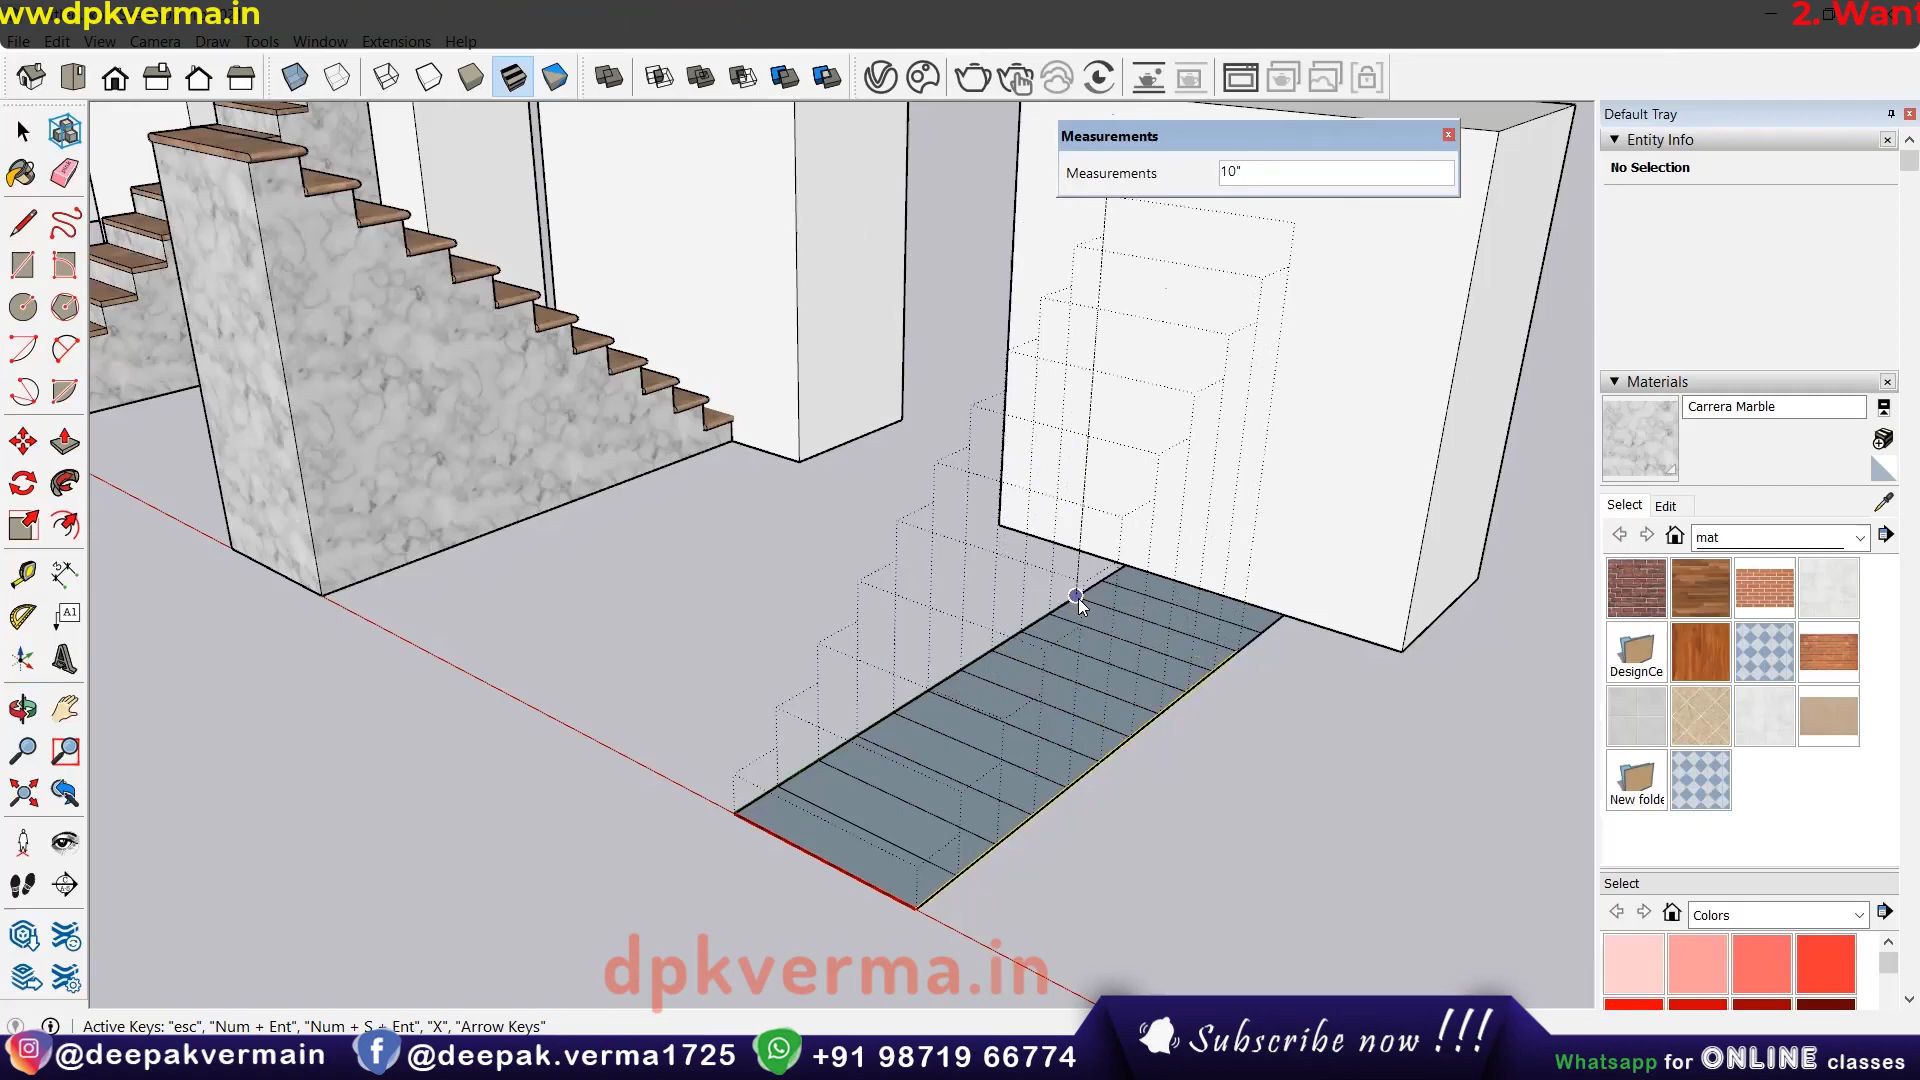 www.dpkverma.in
2. Want
File Edit View Camera Draw Tools Window Extensions Help
Default Tray
Measurements
Entity Info
Measurements 10"
No Selection
Materials
Carrera Marble
Select Edit
mat
A1
DesignCe
New folde
Select
Colors
dpkverma.in
Active Keys: "esc", "Num + Ent", "Num + S + Ent", "X", "Arrow Keys"
@deepakvermain @deepak.verma1725 +91 98719 66774
Subscribe now !!!
Whatsapp for ONLINE classes